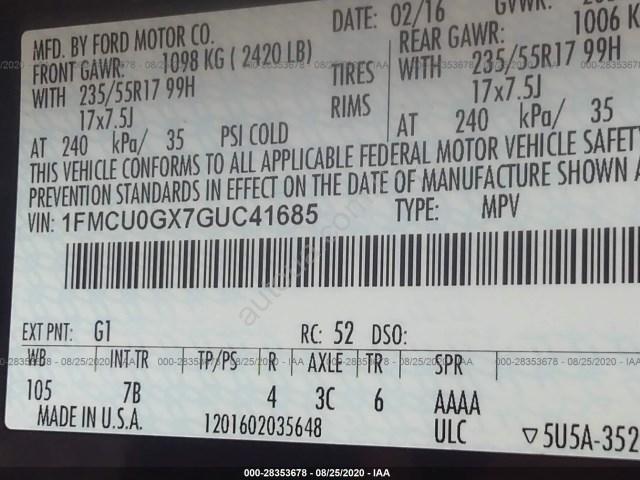 MFD. BY FORD MOTOR CO. DATE: 02/16 GVWR:
FRONT GAWR: 1098 KG ( 2420 LB) REAR GAWR: 1006 K
WITH 235/55R17 99H TIRES WITH 235/55R17 99H
17x7.5J RIMS 17x7.5J
AT 240 kPa/ 35 PSI COLD AT 240 kPa/ 35
THIS VEHICLE CONFORMS TO ALL APPLICABLE FEDERAL MOTOR VEHICLE SAFETY
PREVENTION STANDARDS IN EFFECT ON THE DATE OF MANUFACTURE SHOWN
VIN: 1FMCU0GX7GUC41685 TYPE: MPV
EXT PNT: G1 RC: 52 DSO:
WB INT TR TP/PS R AXLE TR SPR
105 7B 4 3C 6 AAAA
MADE IN U.S.A. 1201602035648 ULC ▽5U5A-352
000-28353678 - 08/25/2020 - IAA